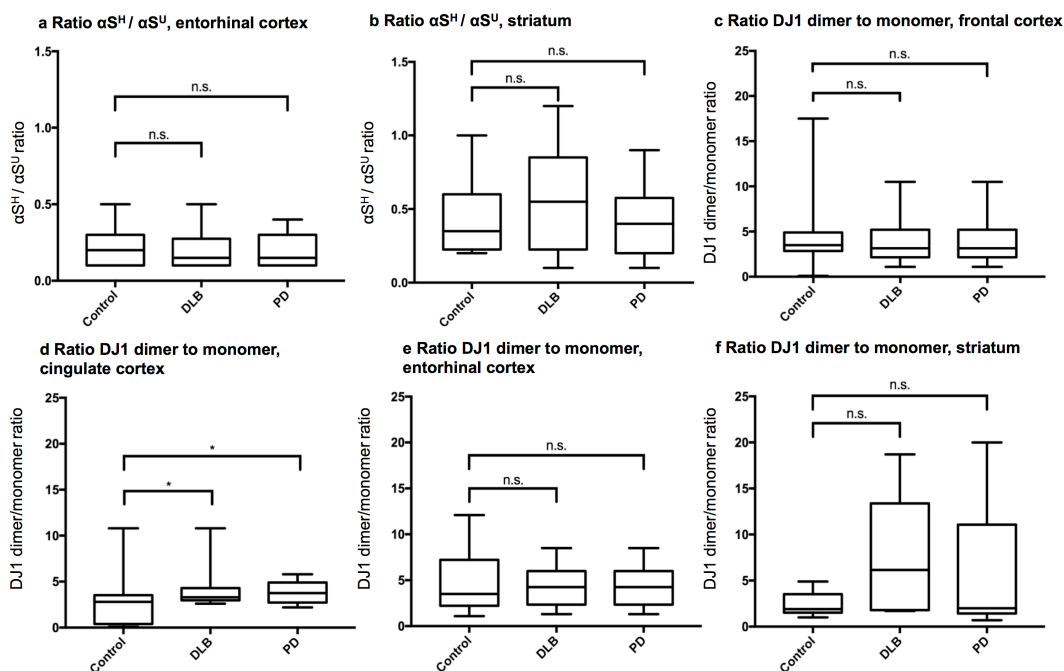 a Ratio αSᴴ / αSᵁ, entorhinal cortex
αSᴴ / αSᵁ ratio
1.5
1.0
0.5
0.0
n.s.
n.s.
Control
DLB
PD
b Ratio αSᴴ / αSᵁ, striatum
αSᴴ / αSᵁ ratio
1.5
1.0
0.5
0.0
n.s.
n.s.
Control
DLB
PD
c Ratio DJ1 dimer to monomer, frontal cortex
DJ1 dimer/monomer ratio
25
20
15
10
5
0
n.s.
n.s.
Control
DLB
PD
d Ratio DJ1 dimer to monomer,
cingulate cortex
DJ1 dimer/monomer ratio
25
20
15
10
5
0
*
*
Control
DLB
PD
e Ratio DJ1 dimer to monomer,
entorhinal cortex
DJ1 dimer/monomer ratio
25
20
15
10
5
0
n.s.
n.s.
Control
DLB
PD
f Ratio DJ1 dimer to monomer, striatum
DJ1 dimer/monomer ratio
25
20
15
10
5
0
n.s.
n.s.
Control
DLB
PD